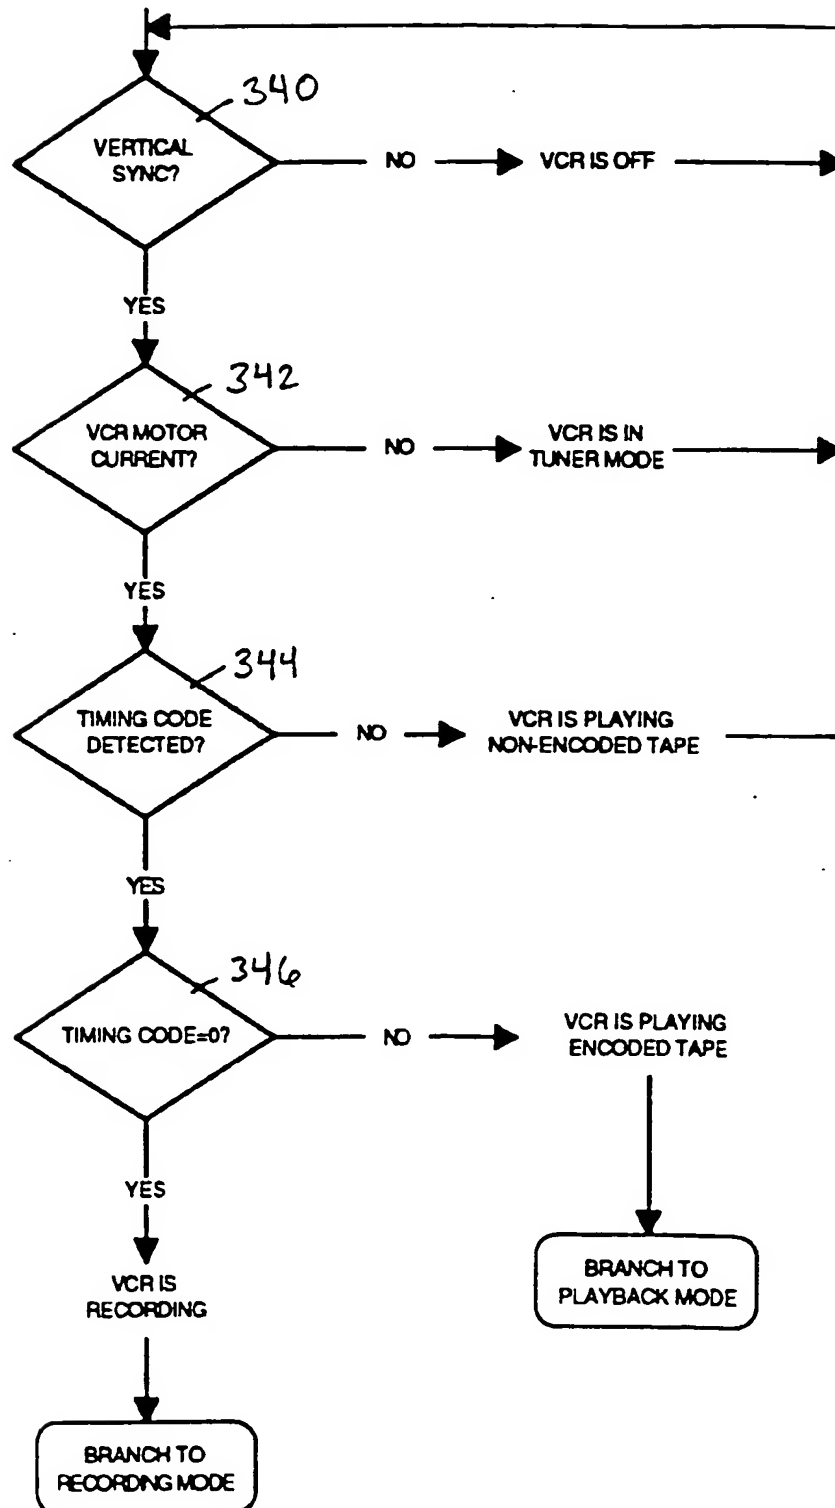 340
VERTICAL
SYNC?
NO
VCR IS OFF
YES
342
VCR MOTOR
CURRENT?
NO
VCR IS IN
TUNER MODE
YES
344
TIMING CODE
DETECTED?
NO
VCR IS PLAYING
NON-ENCODED TAPE
YES
346
TIMING CODE=0?
NO
VCR IS PLAYING
ENCODED TAPE
YES
VCR IS
RECORDING
BRANCH TO
PLAYBACK MODE
BRANCH TO
RECORDING MODE